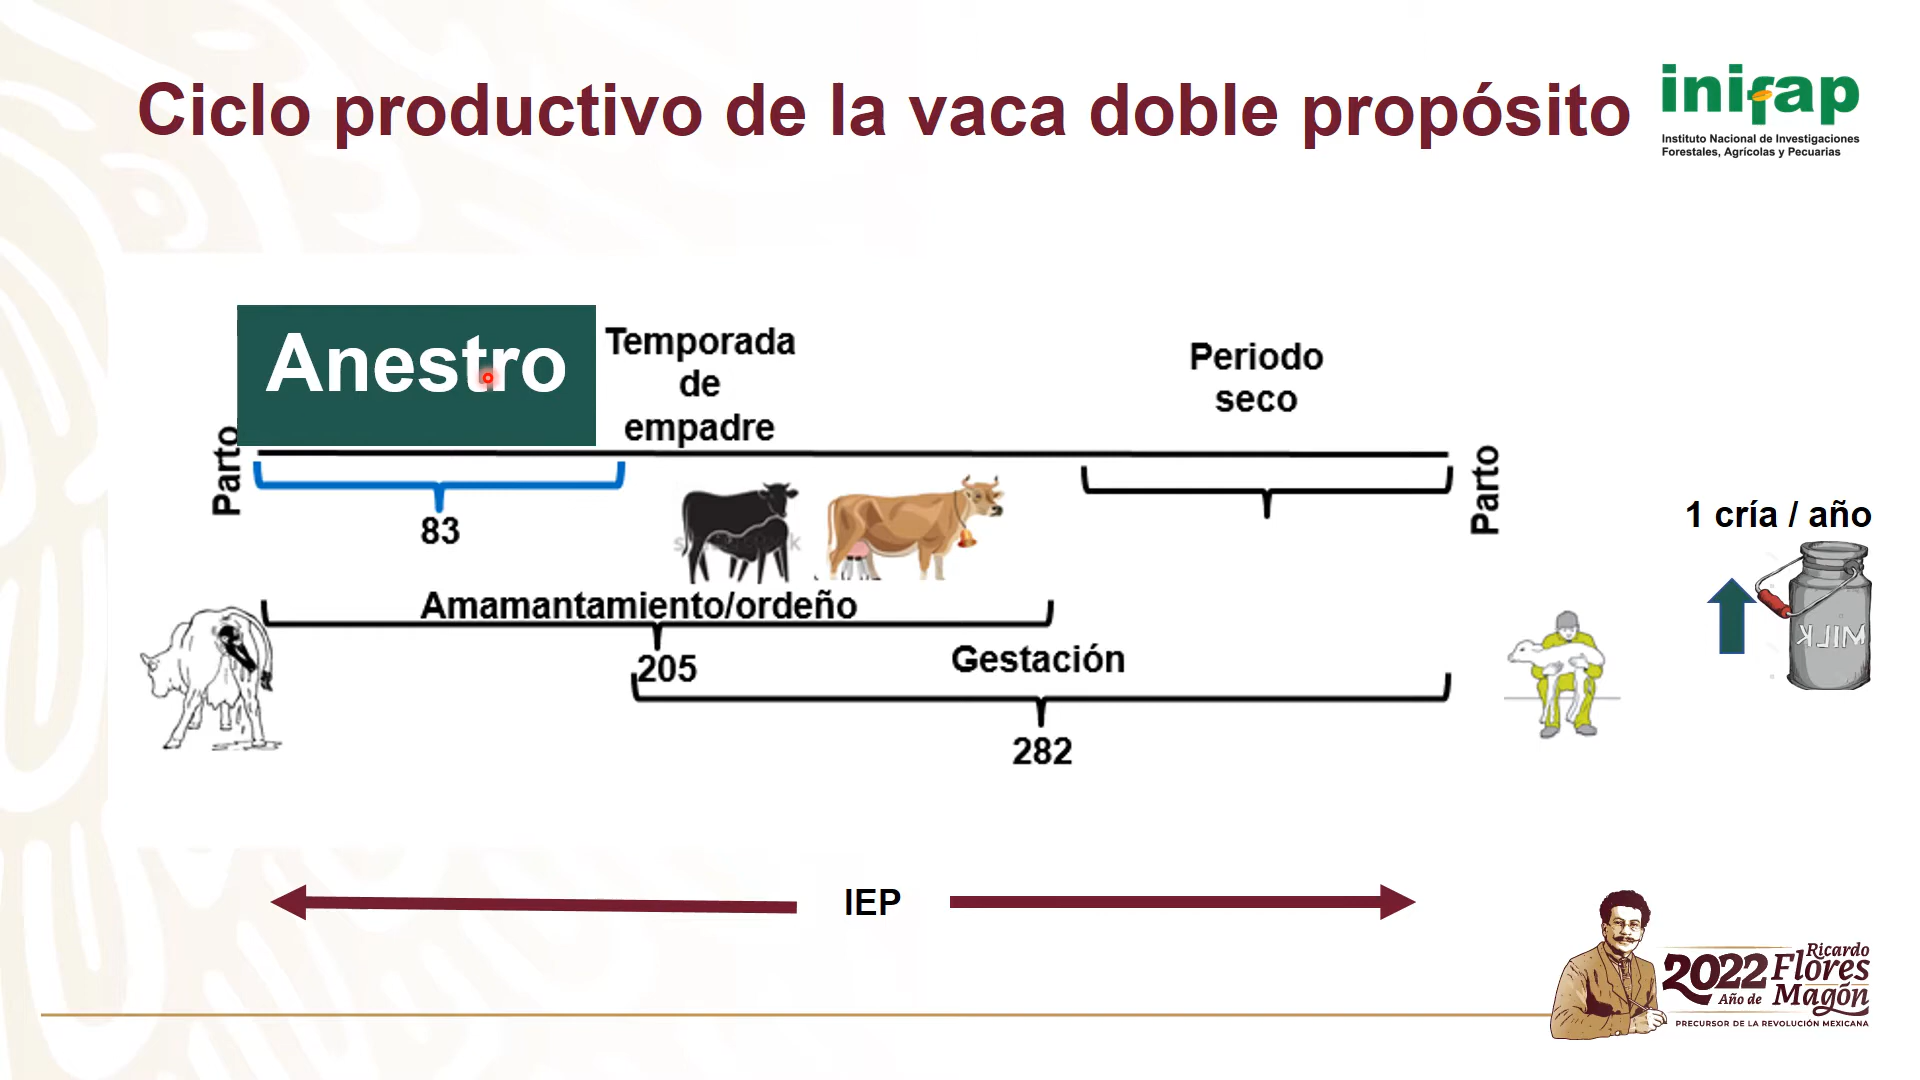 Ciclo productivo de la vaca doble propósito
inifap
Instituto Nacional de Investigaciones
Forestales, Agrícolas y Pecuarias
Anestro
Temporada
de
empadre
Periodo
seco
Parto
Parto
83
1 cría / año
MILK
Amamantamiento/ordeño
205
Gestación
282
IEP
2022
Año de
Ricardo
Flores
Magón
PRECURSOR DE LA REVOLUCIÓN MEXICANA